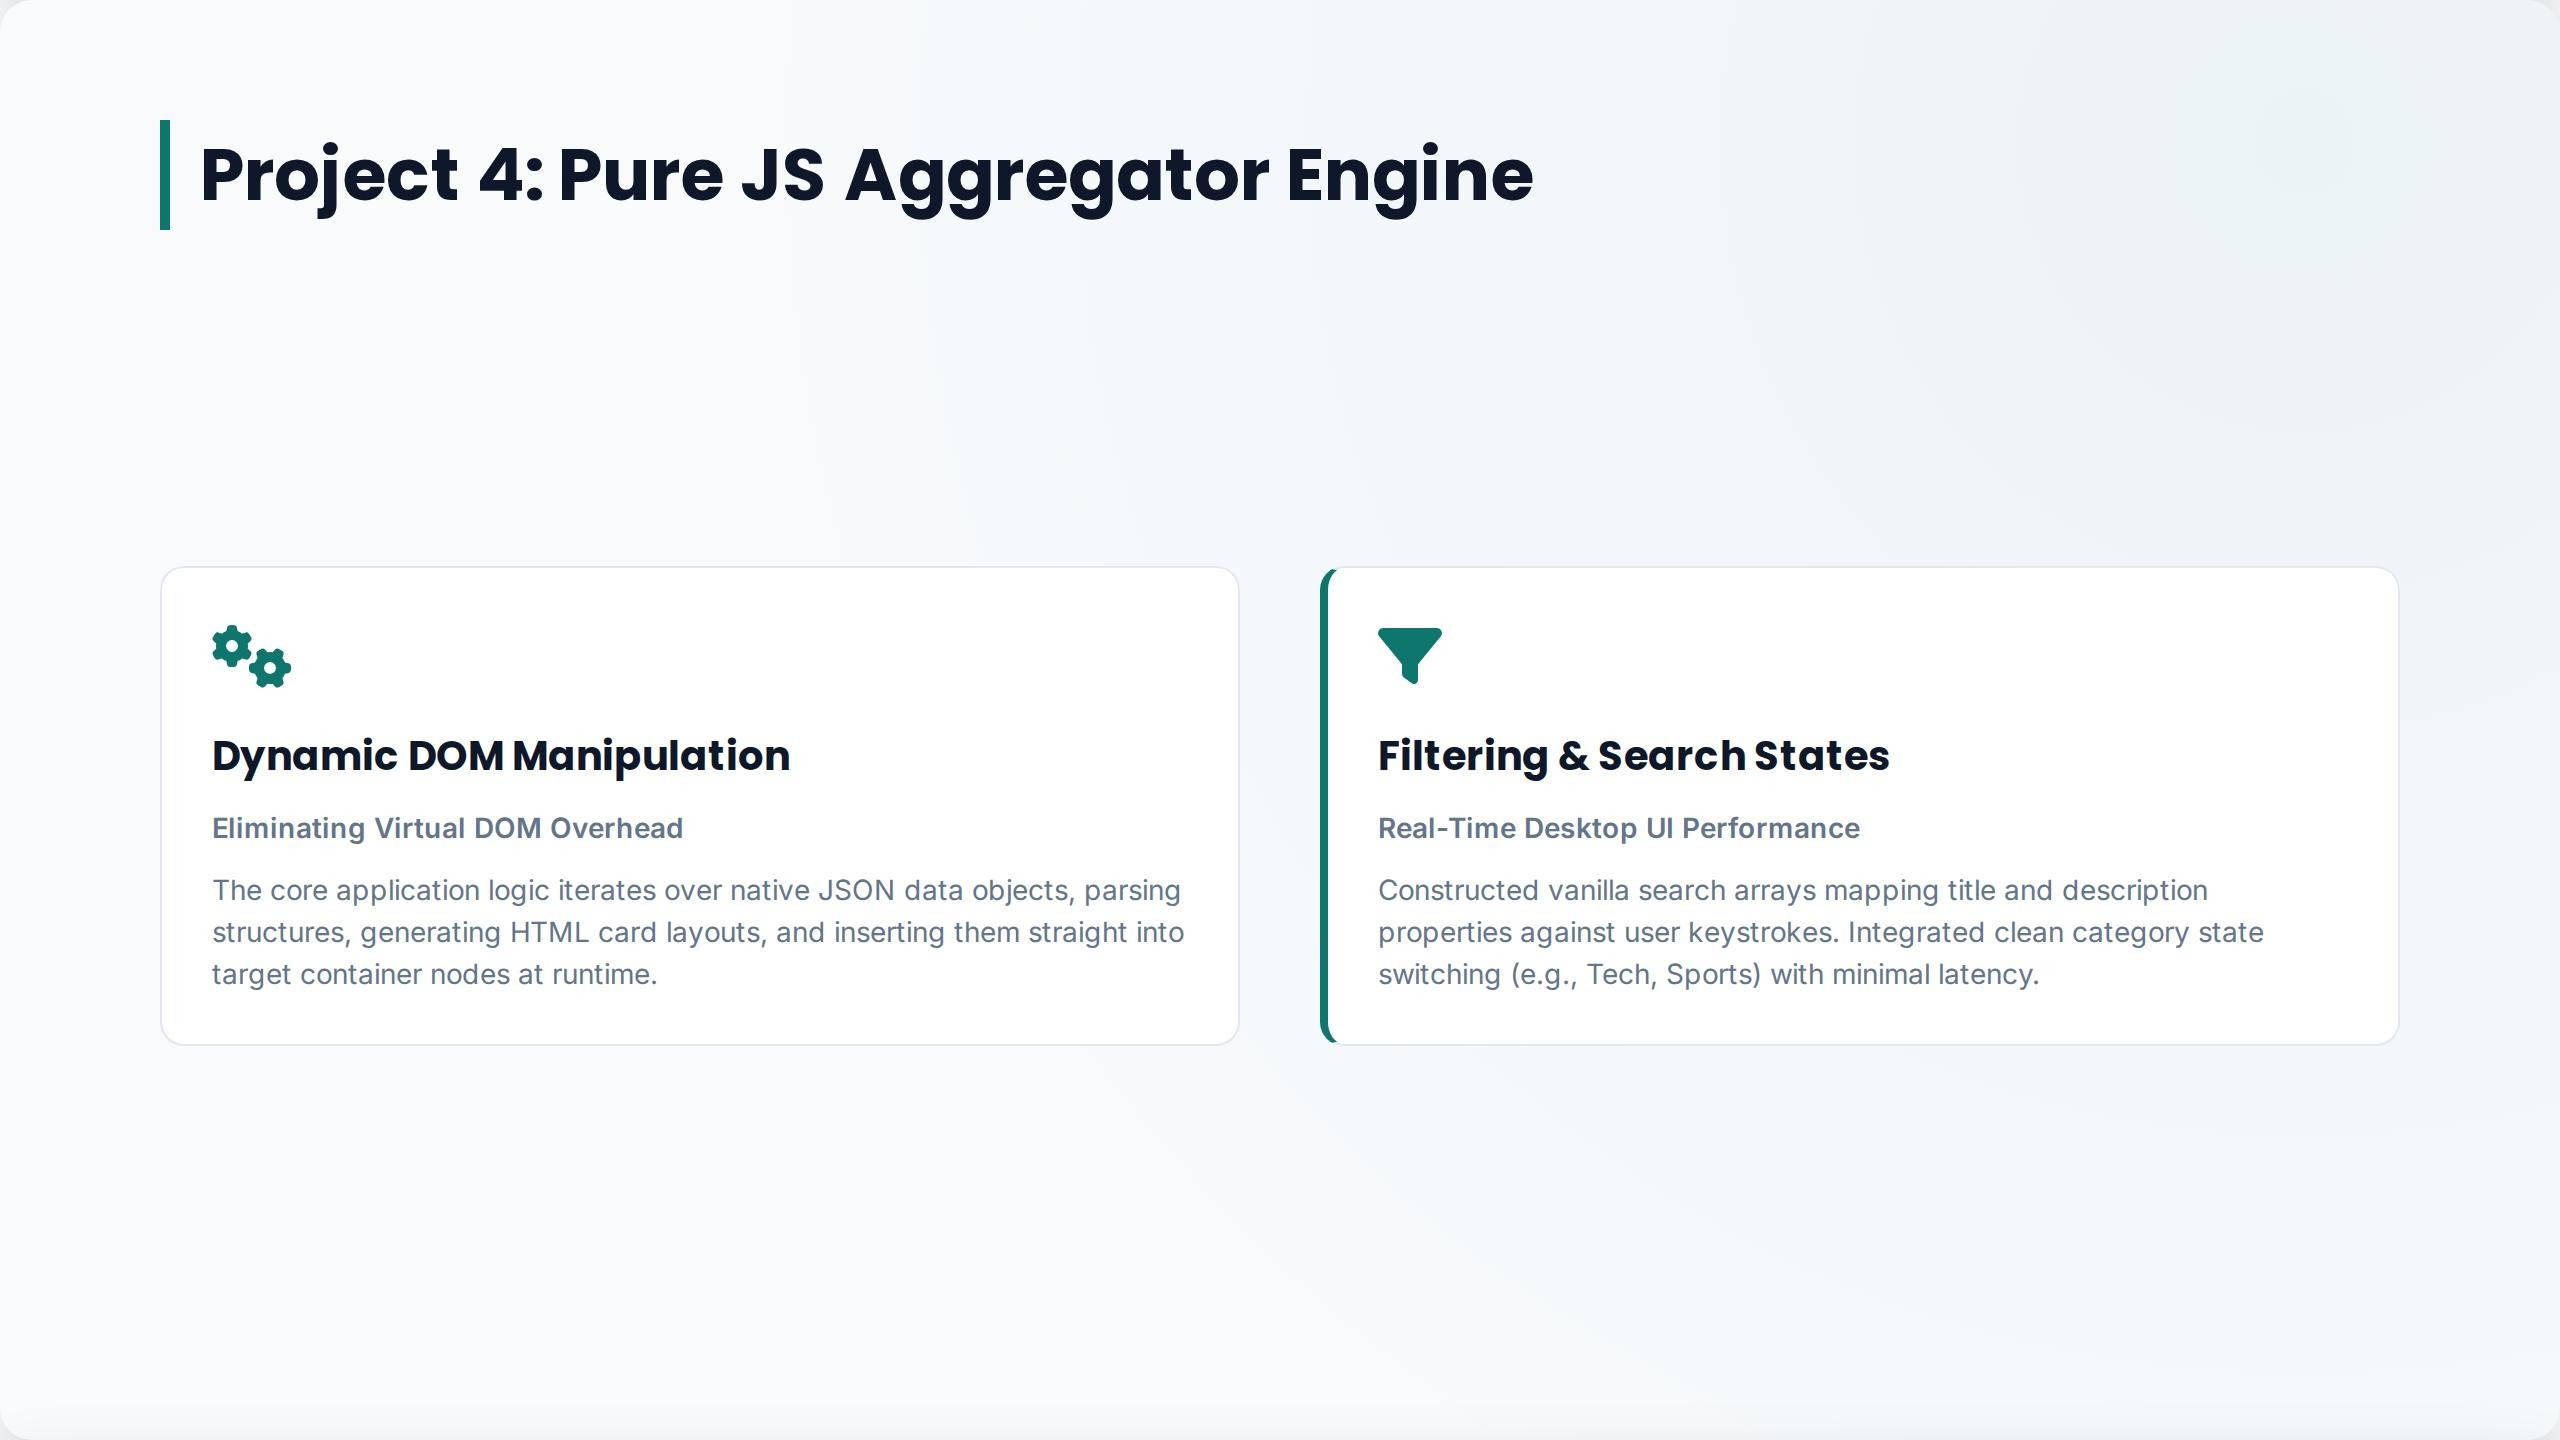 Project 4: Pure JS Aggregator Engine
Dynamic DOM Manipulation
Eliminating Virtual DOM Overhead
The core application logic iterates over native JSON data objects, parsing
structures, generating HTML card layouts, and inserting them straight into
target container nodes at runtime.
Filtering & Search States
Real-Time Desktop UI Performance
Constructed vanilla search arrays mapping title and description
properties against user keystrokes. Integrated clean category state
switching (e.g., Tech, Sports) with minimal latency.